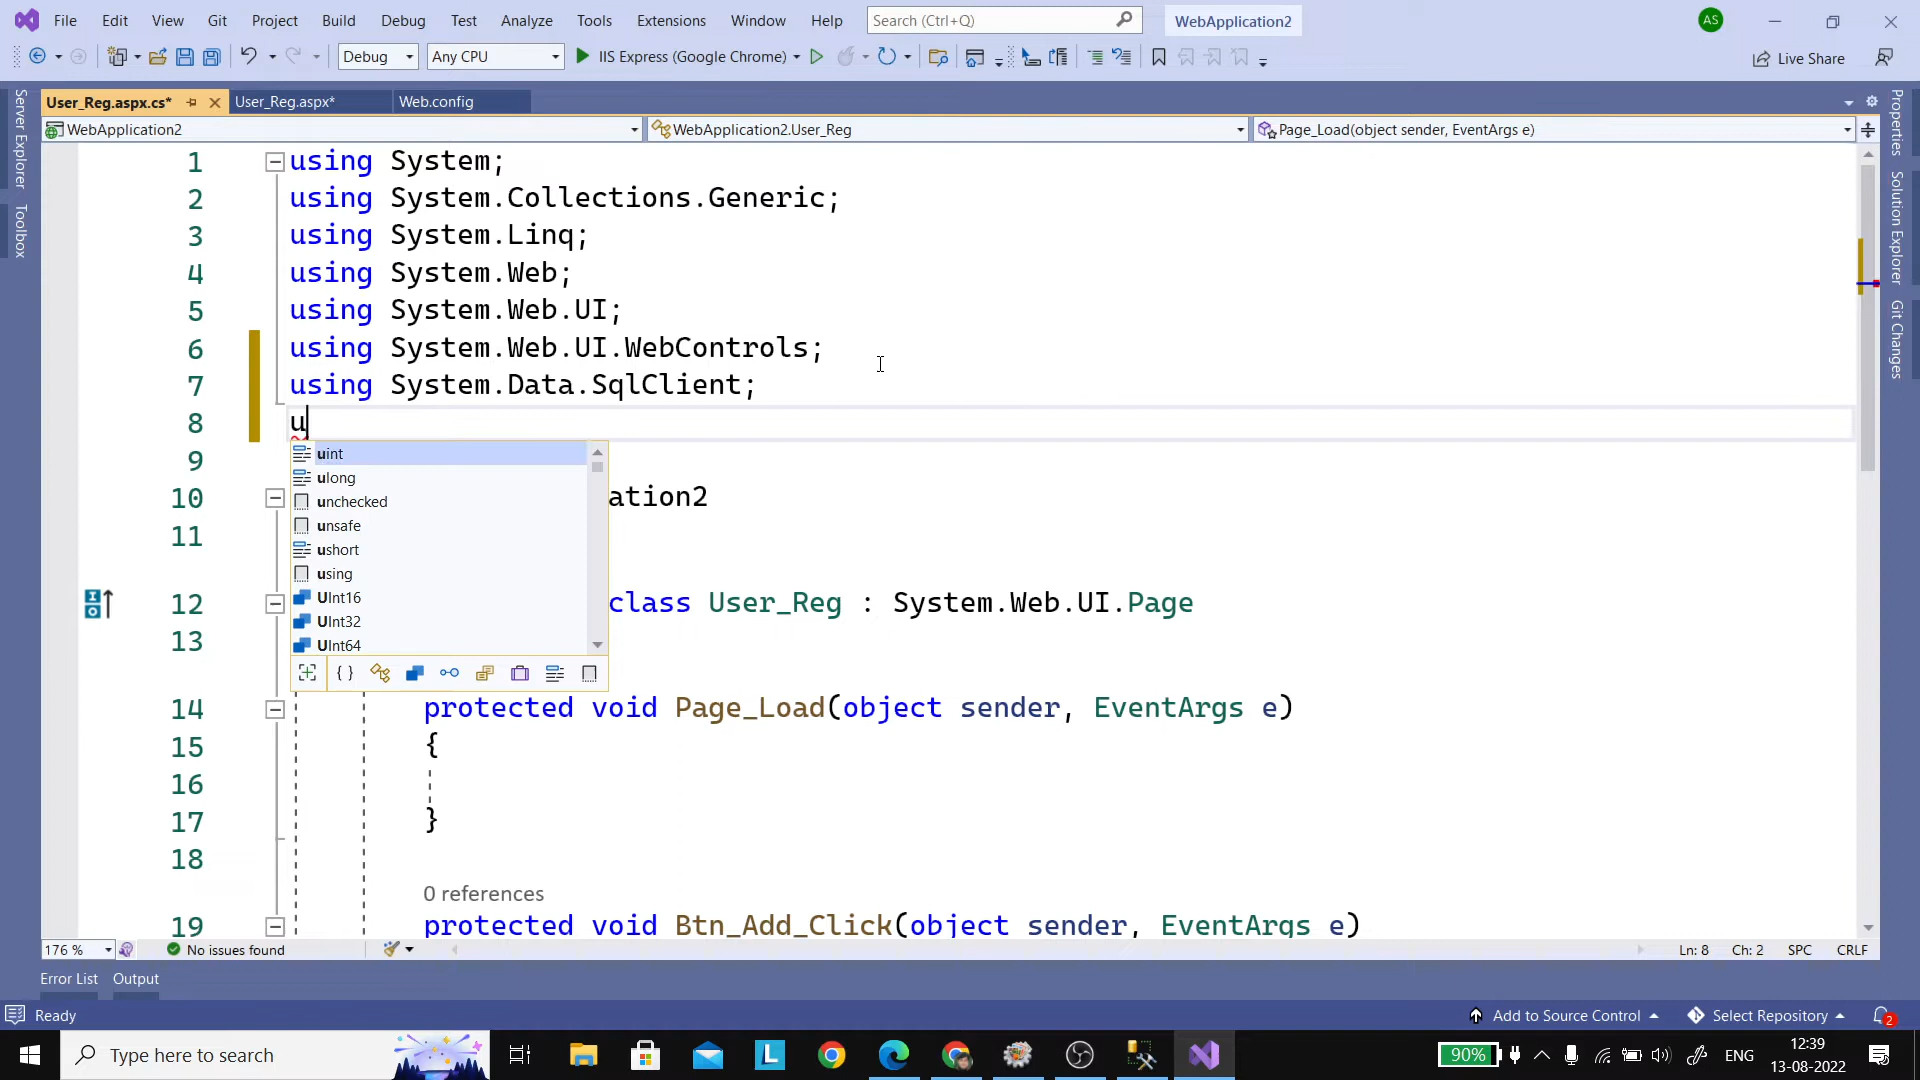 File Edit View Git Project Build Debug Test Analyze Tools Extensions Window Help Search (Ctrl+Q) WebApplication2 AS
Debug Any CPU IIS Express (Google Chrome) Live Share
User_Reg.aspx.cs* User_Reg.aspx* Web.config
WebApplication2 WebApplication2.User_Reg Page_Load(object sender, EventArgs e)
Server Explorer
Toolbox
Properties
Solution Explorer
Git Changes
1 using System;
2 using System.Collections.Generic;
3 using System.Linq;
4 using System.Web;
5 using System.Web.UI;
6 using System.Web.UI.WebControls;
7 using System.Data.SqlClient;
8 u
uint
9
ulong
10 ation2
unchecked
unsafe
11
ushort
using
UInt16
12 class User_Reg : System.Web.UI.Page
UInt32
13
UInt64
14 protected void Page_Load(object sender, EventArgs e)
15 {
16
17 }
18
0 references
19 protected void Btn_Add_Click(object sender, EventArgs e)
176 % No issues found Ln: 8 Ch: 2 SPC CRLF
Error List Output
Ready Add to Source Control Select Repository 2
Type here to search 90% ENG 12:39
13-08-2022